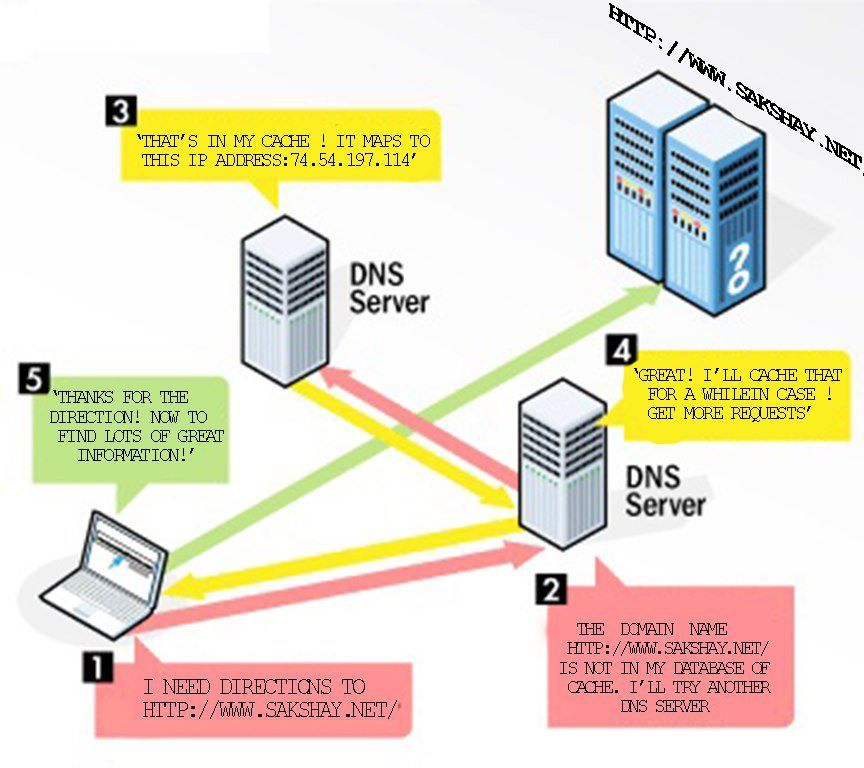 HTTP://WWW.SAKSHAY.NET/
3
'THAT'S IN MY CACHE ! IT MAPS TO
THIS IP ADDRESS:74.54.197.114'
DNS
Server
?
4
'GREAT! I'LL CACHE THAT
FOR A WHILEIN CASE !
GET MORE REQUESTS'
5
'THANKS FOR THE
DIRECTION! NOW TO
FIND LOTS OF GREAT
INFORMATION!'
DNS
Server
2
THE DOMAIN NAME
HTTP://WWW.SAKSHAY.NET/
IS NOT IN MY DATABASE OF
CACHE. I'LL TRY ANOTHER
DNS SERVER
1
I NEED DIRECTIONS TO
HTTP://WWW.SAKSHAY.NET/